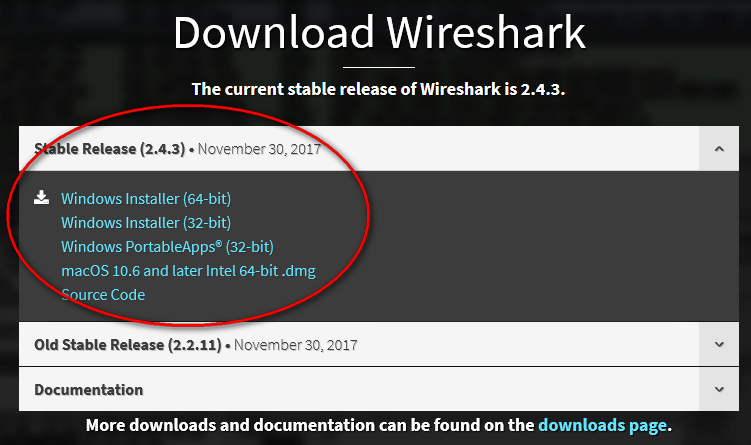 Download Wireshark
The current stable release of Wireshark is 2.4.3.
Stable Release (2.4.3) • November 30, 2017
Windows Installer (64-bit)
Windows Installer (32-bit)
Windows PortableApps® (32-bit)
macOS 10.6 and later Intel 64-bit .dmg
Source Code
Old Stable Release (2.2.11) • November 30, 2017
Documentation
More downloads and documentation can be found on the downloads page.